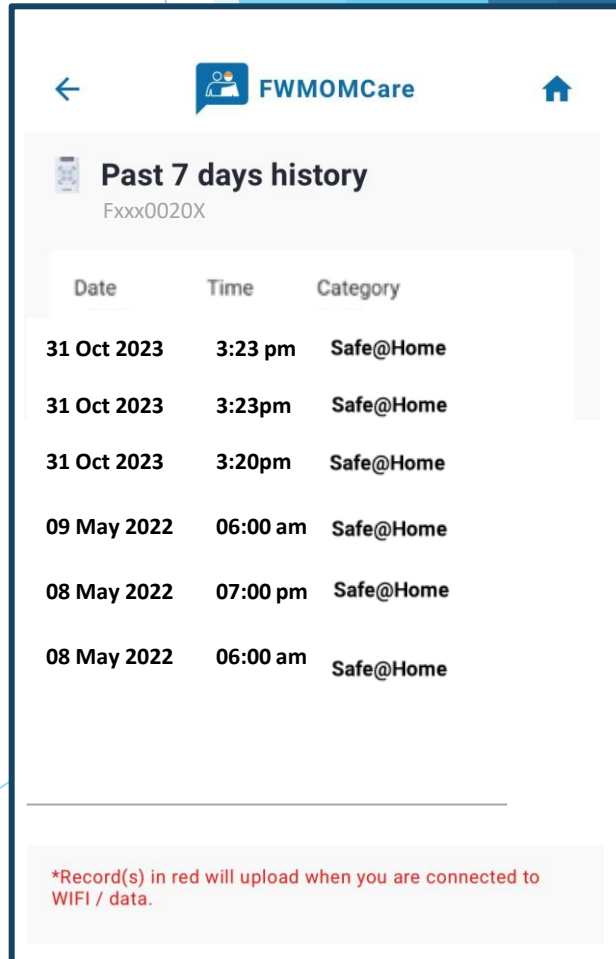 FWMOMCare
Past 7 days history
Fxxx0020X
Date Time Category
31 Oct 2023 3:23 pm Safe@Home
31 Oct 2023 3:23pm Safe@Home
31 Oct 2023 3:20pm Safe@Home
09 May 2022 06:00 am Safe@Home
08 May 2022 07:00 pm Safe@Home
08 May 2022 06:00 am Safe@Home
*Record(s) in red will upload when you are connected to
WIFI / data.